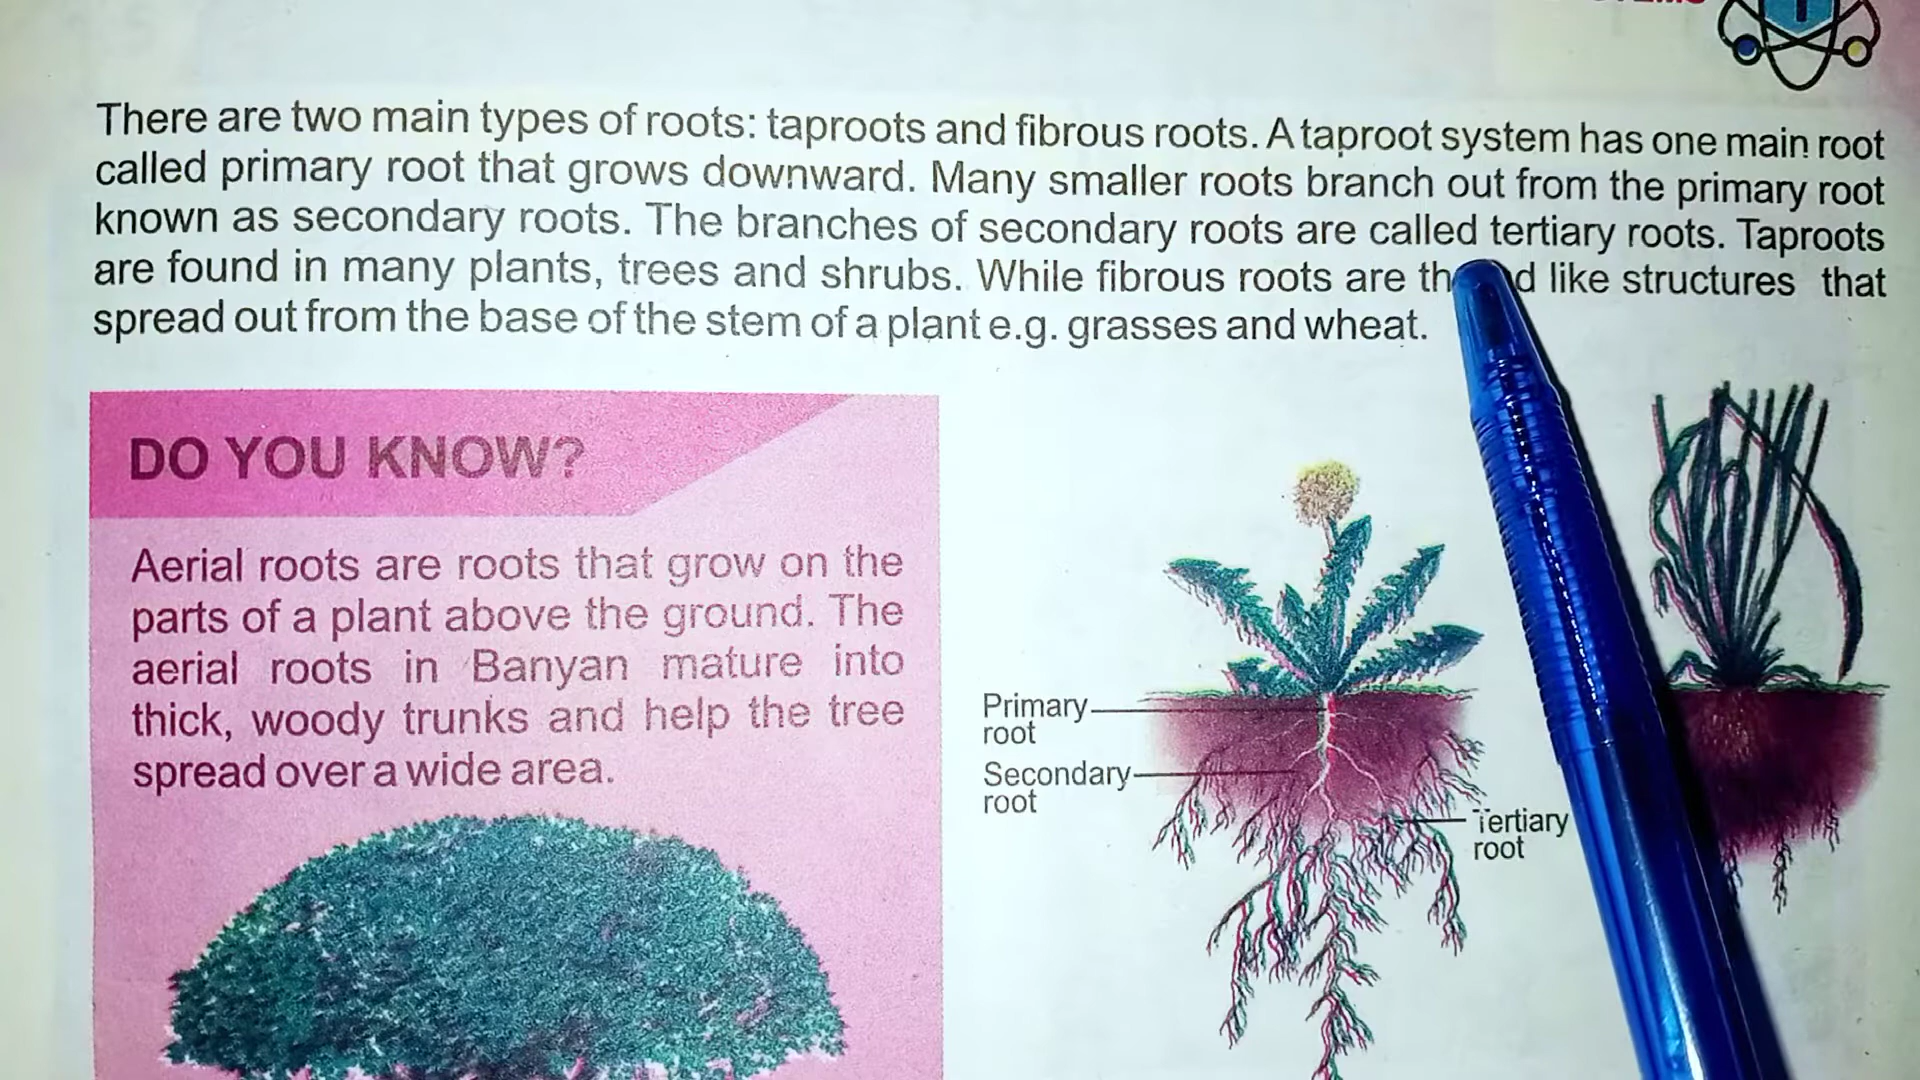 There are two main types of roots: taproots and fibrous roots. A taproot system has one main root
called primary root that grows downward. Many smaller roots branch out from the primary root
known as secondary roots. The branches of secondary roots are called tertiary roots. Taproots
are found in many plants, trees and shrubs. While fibrous roots are like structures that
spread out from the base of the stem of a plant e.g. grasses and wheat.
DO YOU KNOW?
Aerial roots are roots that grow on the
parts of a plant above the ground. The
aerial roots in Banyan mature into
thick, woody trunks and help the tree
spread over a wide area.
Primary
root
Secondary
root
Tertiary
root